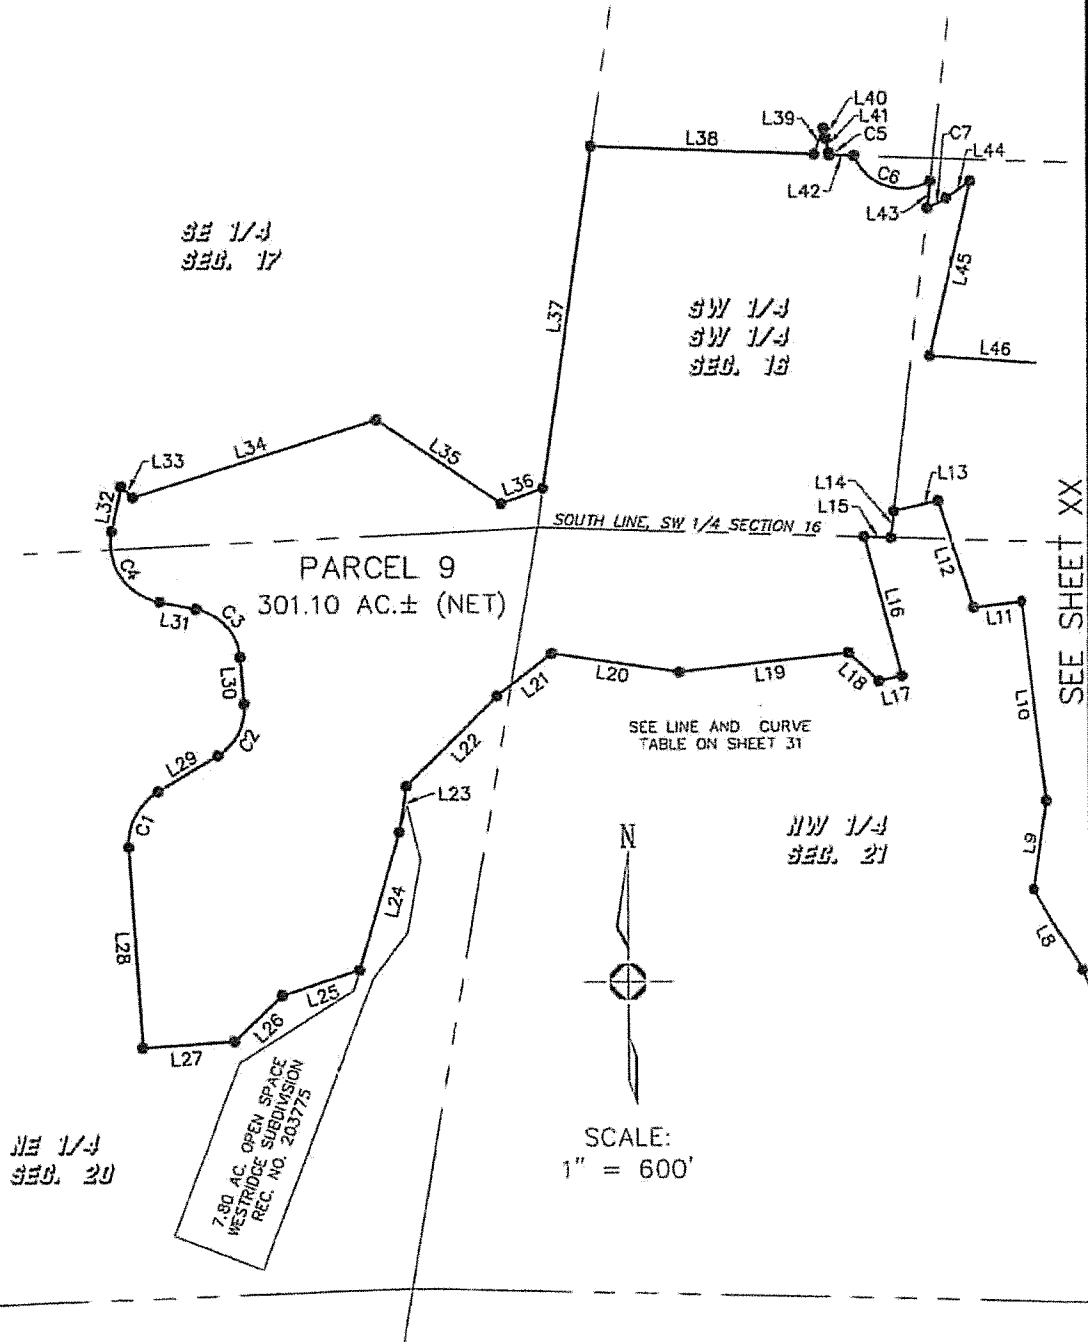 L40
L39
L41
C5
C7
L38
L44
C6
L42
L43
SE 1/4
SEC. 17
L45
L37
SW 1/4
SW 1/4
SEC. 16
L46
L34
L35
L33
L36
L32
L13
L14
L15
SOUTH LINE, SW 1/4 SECTION 16
SEE SHEET XX
PARCEL 9
301.10 AC.± (NET)
C4
L31
C3
L12
L11
L16
L30
L21
L20
L19
L18
L17
L10
C2
L22
SEE LINE AND CURVE
TABLE ON SHEET 31
L29
L23
C1
N
NW 1/4
SEC. 21
L9
L24
L28
L8
L25
L26
L27
7.80 AC. OPEN SPACE
WESTRIDGE SUBDIVISION
REC. NO. 203775
NE 1/4
SEC. 20
SCALE:
1" = 600'